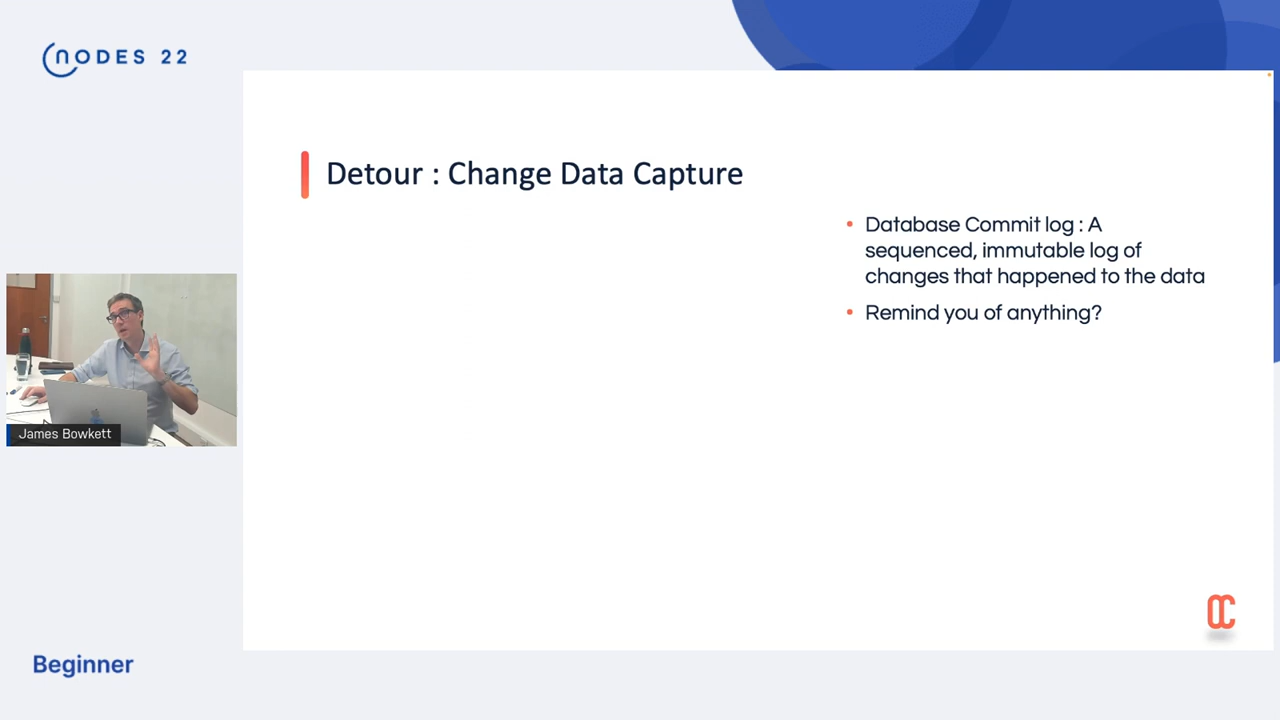 NODES 22
Detour : Change Data Capture
• Database Commit log : A
sequenced, immutable log of
changes that happened to the data
• Remind you of anything?
James Bowkett
Beginner